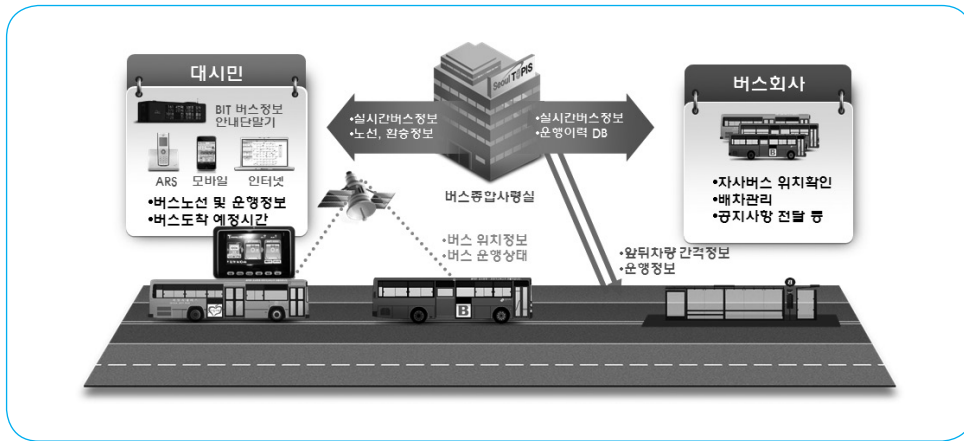 대시민
BIT 버스정보
안내단말기
ARS
모바일
인터넷
•버스노선 및 운행정보
•버스도착 예정시간
•실시간버스정보
•노선, 환승정보
Seoul TOPIS
버스종합사령실
•실시간버스정보
•운행이력 DB
버스회사
B
•자사버스 위치확인
•배차관리
•공지사항 전달 등
•버스 위치정보
•버스 운행상태
•앞뒤차량 간격정보
•운행정보
B